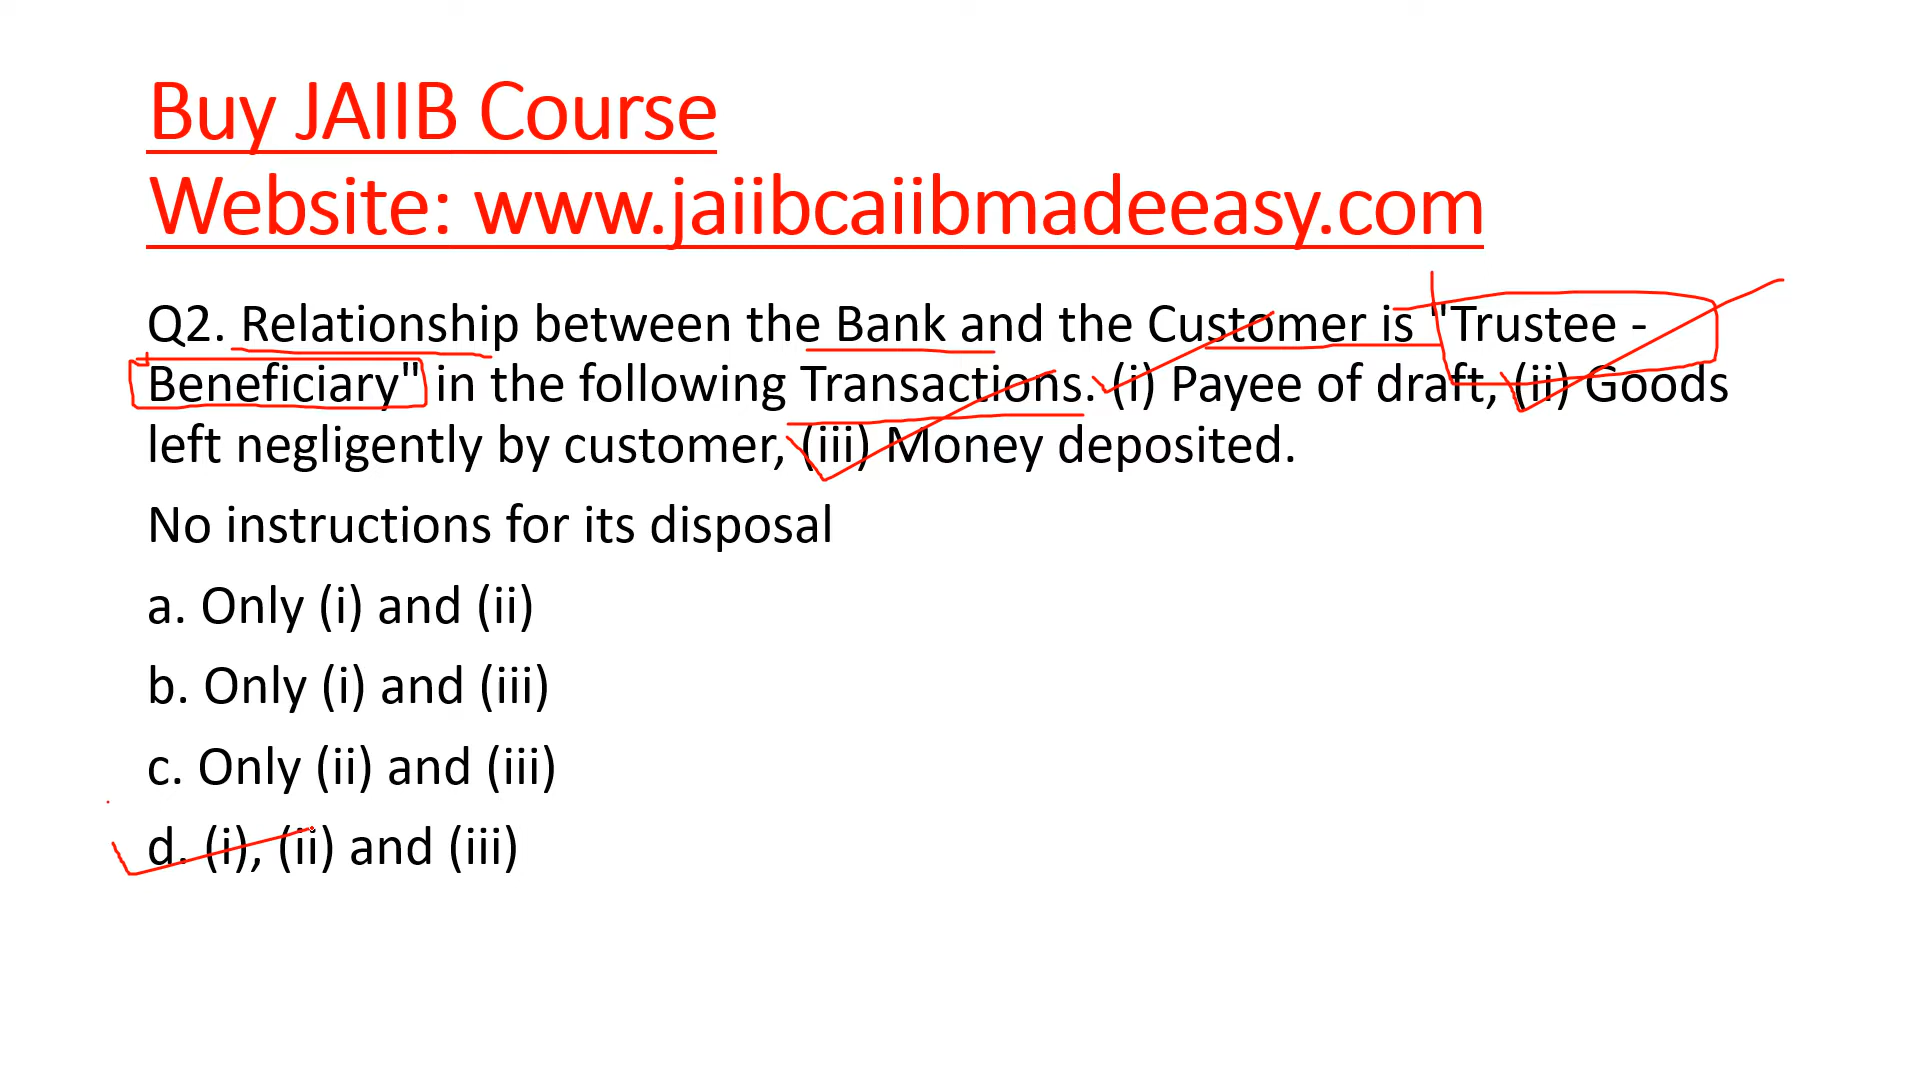 Buy JAIIB Course
Website: www.jaiibcaiibmadeeasy.com
Q2. Relationship between the Bank and the Customer is "Trustee -
Beneficiary" in the following Transactions. (i) Payee of draft, (ii) Goods
left negligently by customer, (iii) Money deposited.
No instructions for its disposal
a. Only (i) and (ii)
b. Only (i) and (iii)
c. Only (ii) and (iii)
d. (i), (ii) and (iii)